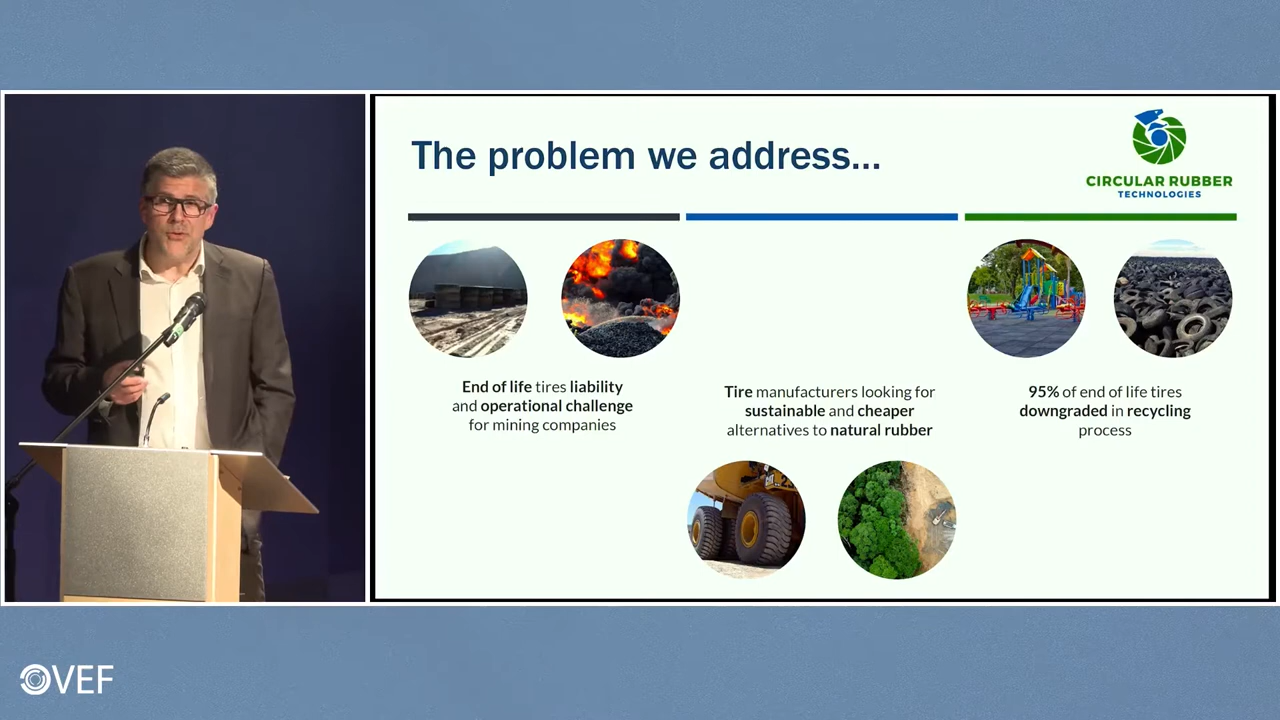 The problem we address...
CIRCULAR RUBBER
TECHNOLOGIES
End of life tires liability
and operational challenge
for mining companies
Tire manufacturers looking for
sustainable and cheaper
alternatives to natural rubber
95% of end of life tires
downgraded in recycling
process
VEF